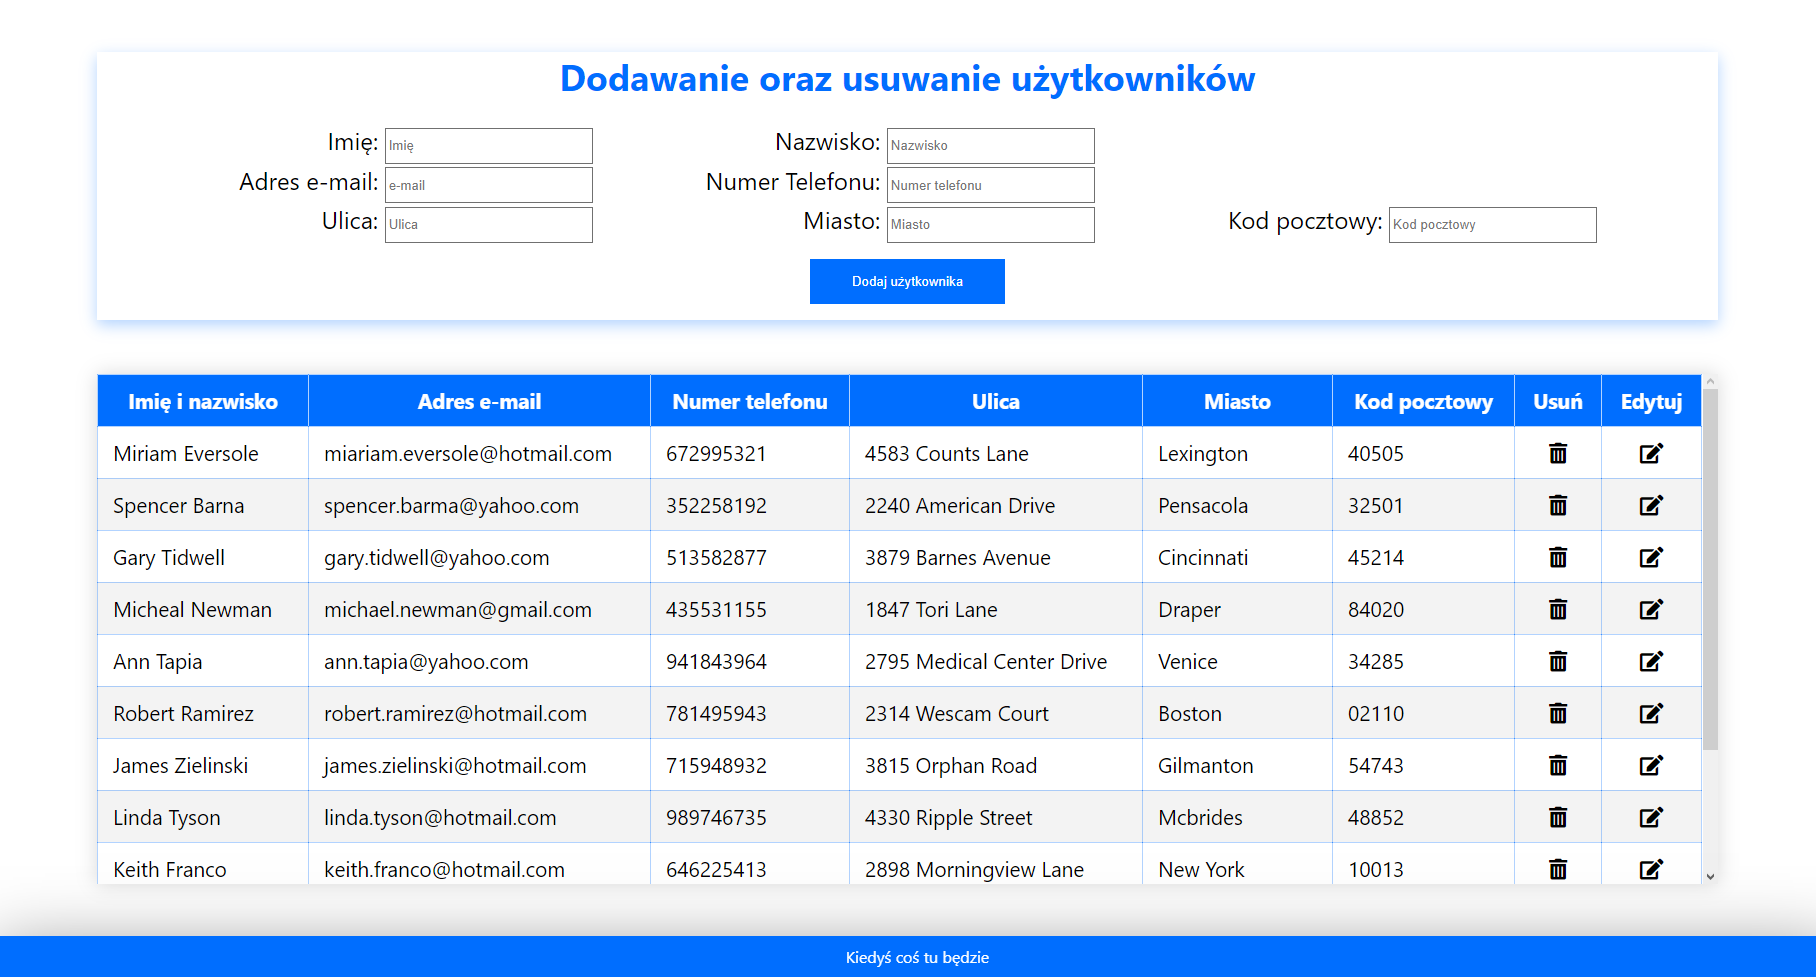 Dodawanie oraz usuwanie użytkowników
Imię: Imię Nazwisko: Nazwisko
Adres e-mail: e-mail Numer Telefonu: Numer telefonu
Ulica: Ulica Miasto: Miasto Kod pocztowy: Kod pocztowy
Dodaj użytkownika
Imię i nazwisko Adres e-mail Numer telefonu Ulica Miasto Kod pocztowy Usuń Edytuj
Miriam Eversole miariam.eversole@hotmail.com 672995321 4583 Counts Lane Lexington 40505
Spencer Barna spencer.barma@yahoo.com 352258192 2240 American Drive Pensacola 32501
Gary Tidwell gary.tidwell@yahoo.com 513582877 3879 Barnes Avenue Cincinnati 45214
Micheal Newman michael.newman@gmail.com 435531155 1847 Tori Lane Draper 84020
Ann Tapia ann.tapia@yahoo.com 941843964 2795 Medical Center Drive Venice 34285
Robert Ramirez robert.ramirez@hotmail.com 781495943 2314 Wescam Court Boston 02110
James Zielinski james.zielinski@hotmail.com 715948932 3815 Orphan Road Gilmanton 54743
Linda Tyson linda.tyson@hotmail.com 989746735 4330 Ripple Street Mcbrides 48852
Keith Franco keith.franco@hotmail.com 646225413 2898 Morningview Lane New York 10013
Kiedyś coś tu będzie